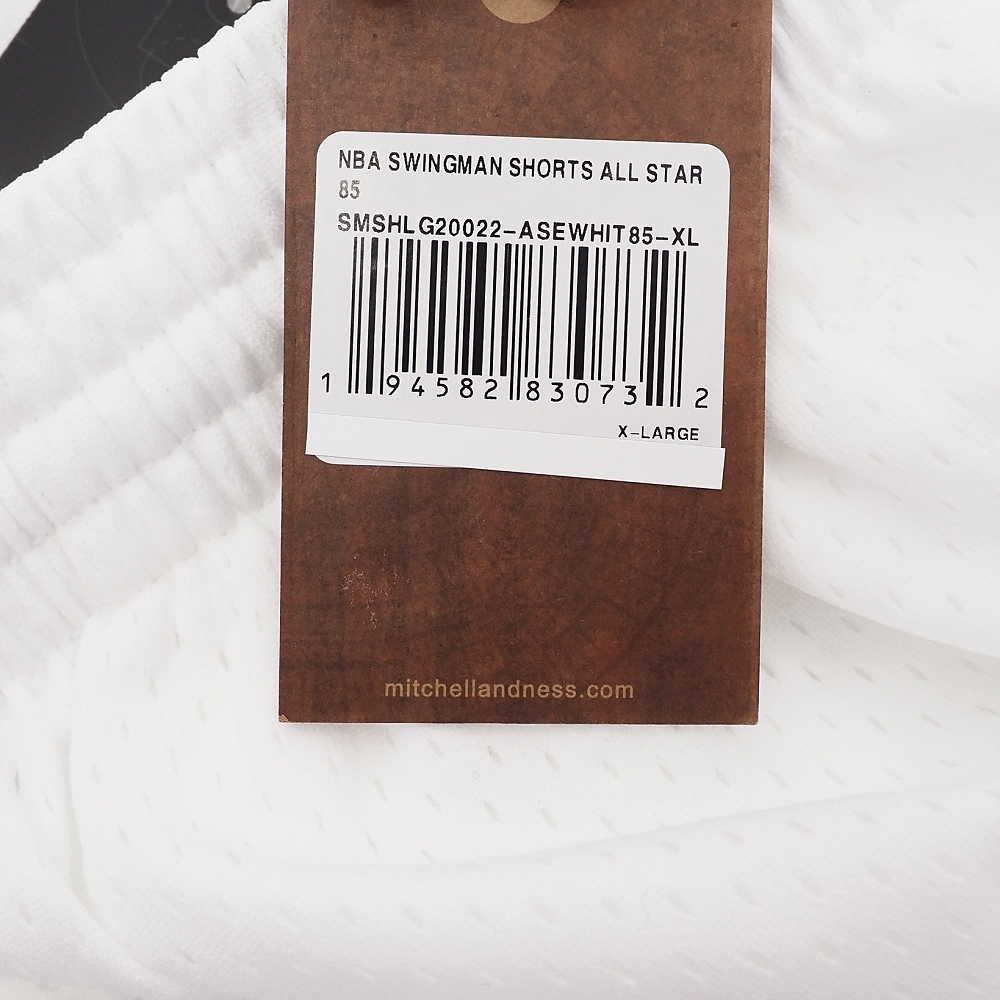 NBA SWINGMAN SHORTS ALL STAR
85
SMSHLG20022-ASEWHIT85-XL
1 94582 83073 2
X-LARGE
mitchellandness.com